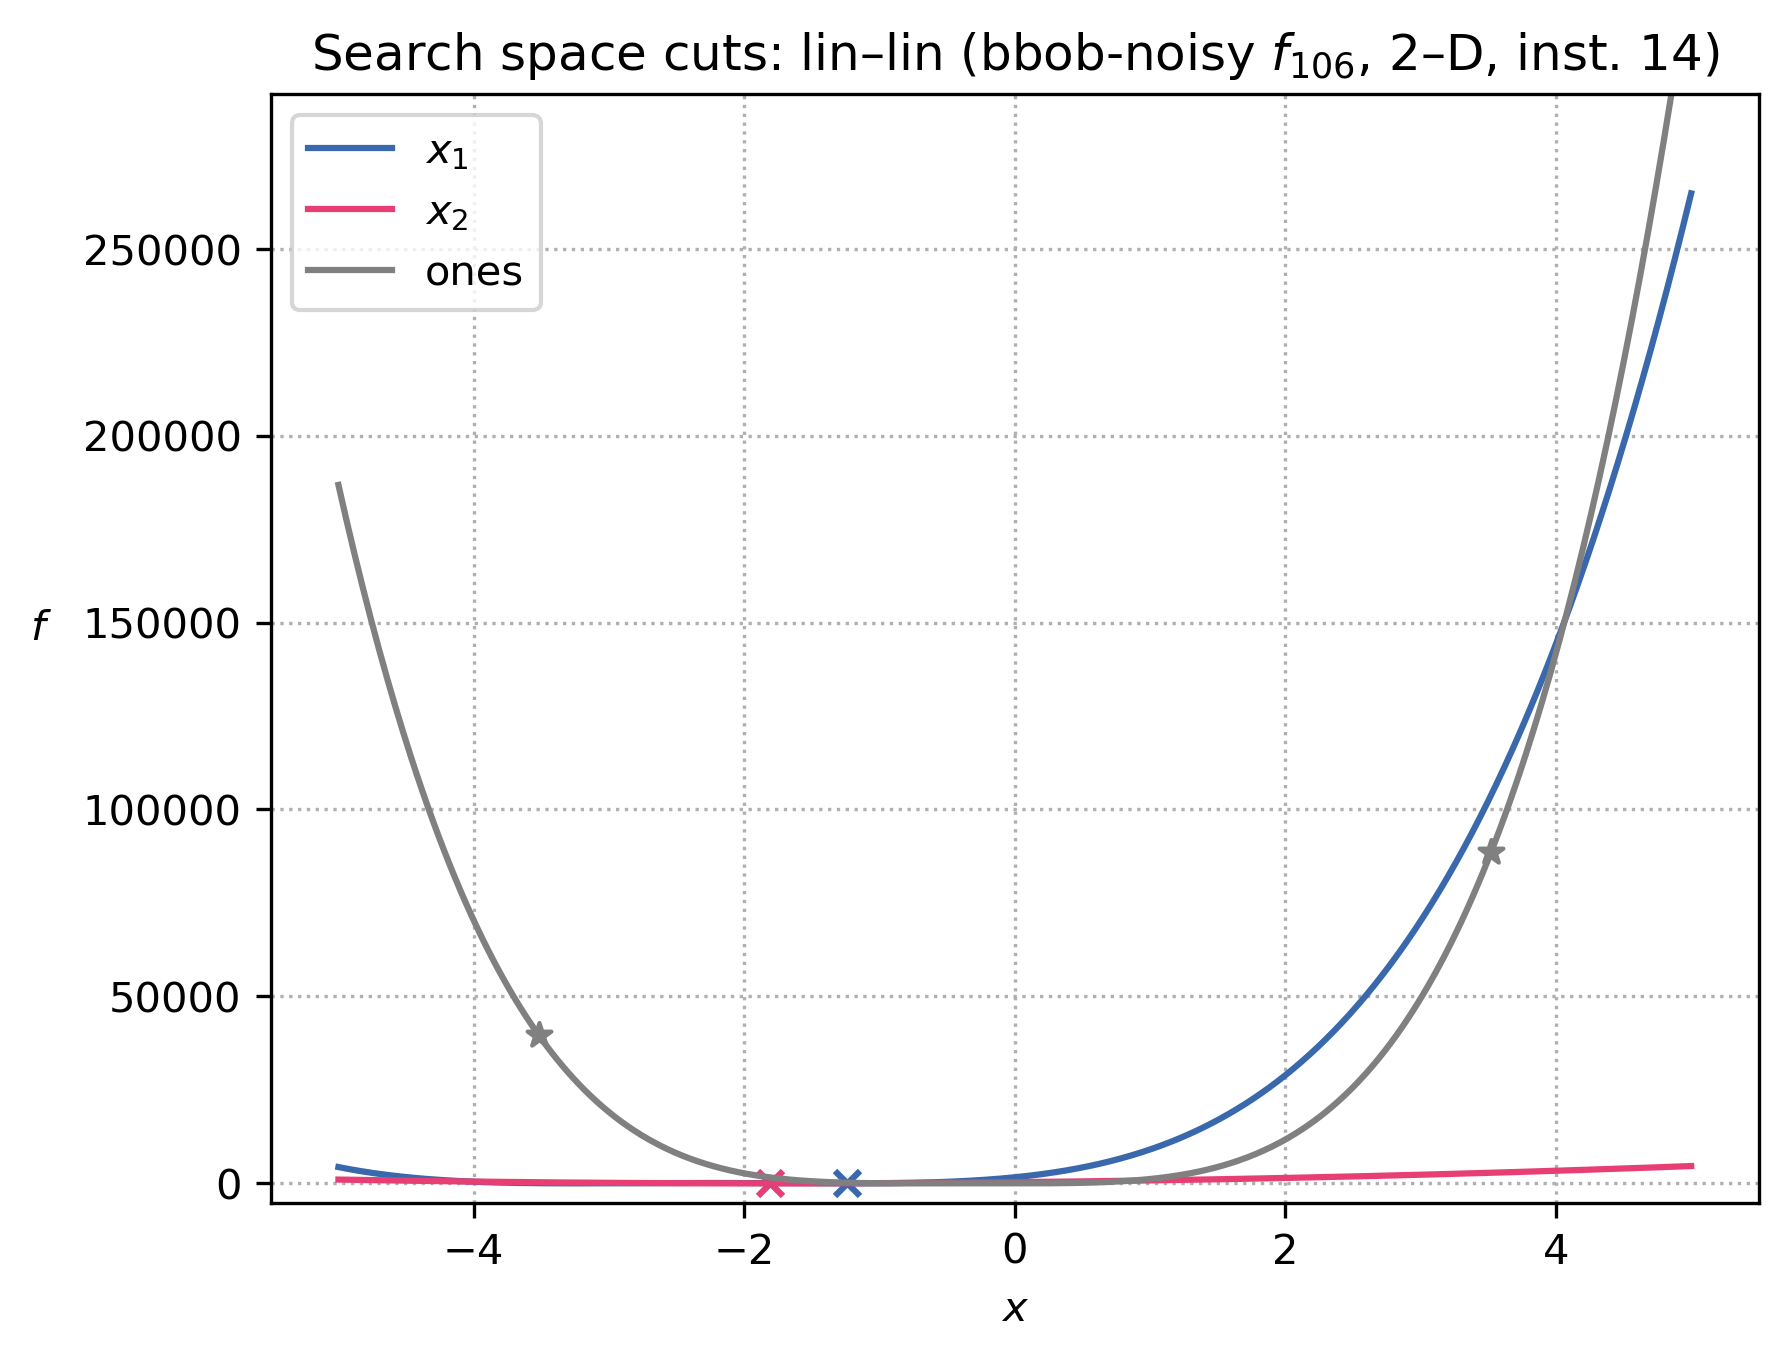 Search space cuts: lin–lin (bbob-noisy f₁₀₆, 2–D, inst. 14)
x₁
x₂
ones
250000
200000
150000
100000
50000
0
f
−4 −2 0 2 4
x